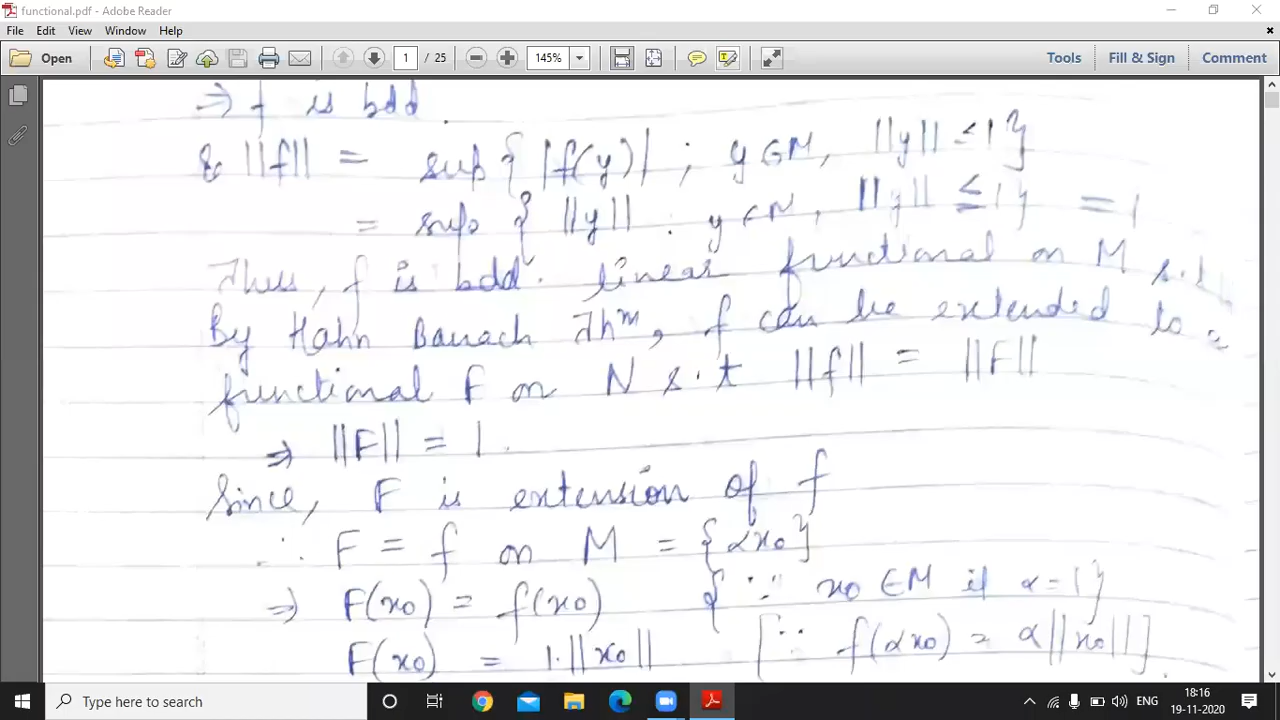 functional.pdf - Adobe Reader
File Edit View Window Help
Open 1 / 25 145% Tools Fill & Sign Comment
⇒ f is bdd.
& ||f|| = sup { |f(y)| ; y ∈ M, ||y|| ≤ 1 }
= sup { ||y|| : y ∈ M, ||y|| ≤ 1 } = 1
Thus, f is bdd. linear functional on M s.t
By Hahn Banach Thm, f can be extended to a
functional F on N s.t ||f|| = ||F||
⇒ ||F|| = 1.
Since, F is extension of f
∴ F = f on M = {αx0}
⇒ F(x0) = f(x0) { ∵ x0 ∈ M if α = 1 }
F(x0) = 1.||x0|| [ ∵ f(αx0) = α||x0|| ].
Type here to search
ENG
18:16
19-11-2020